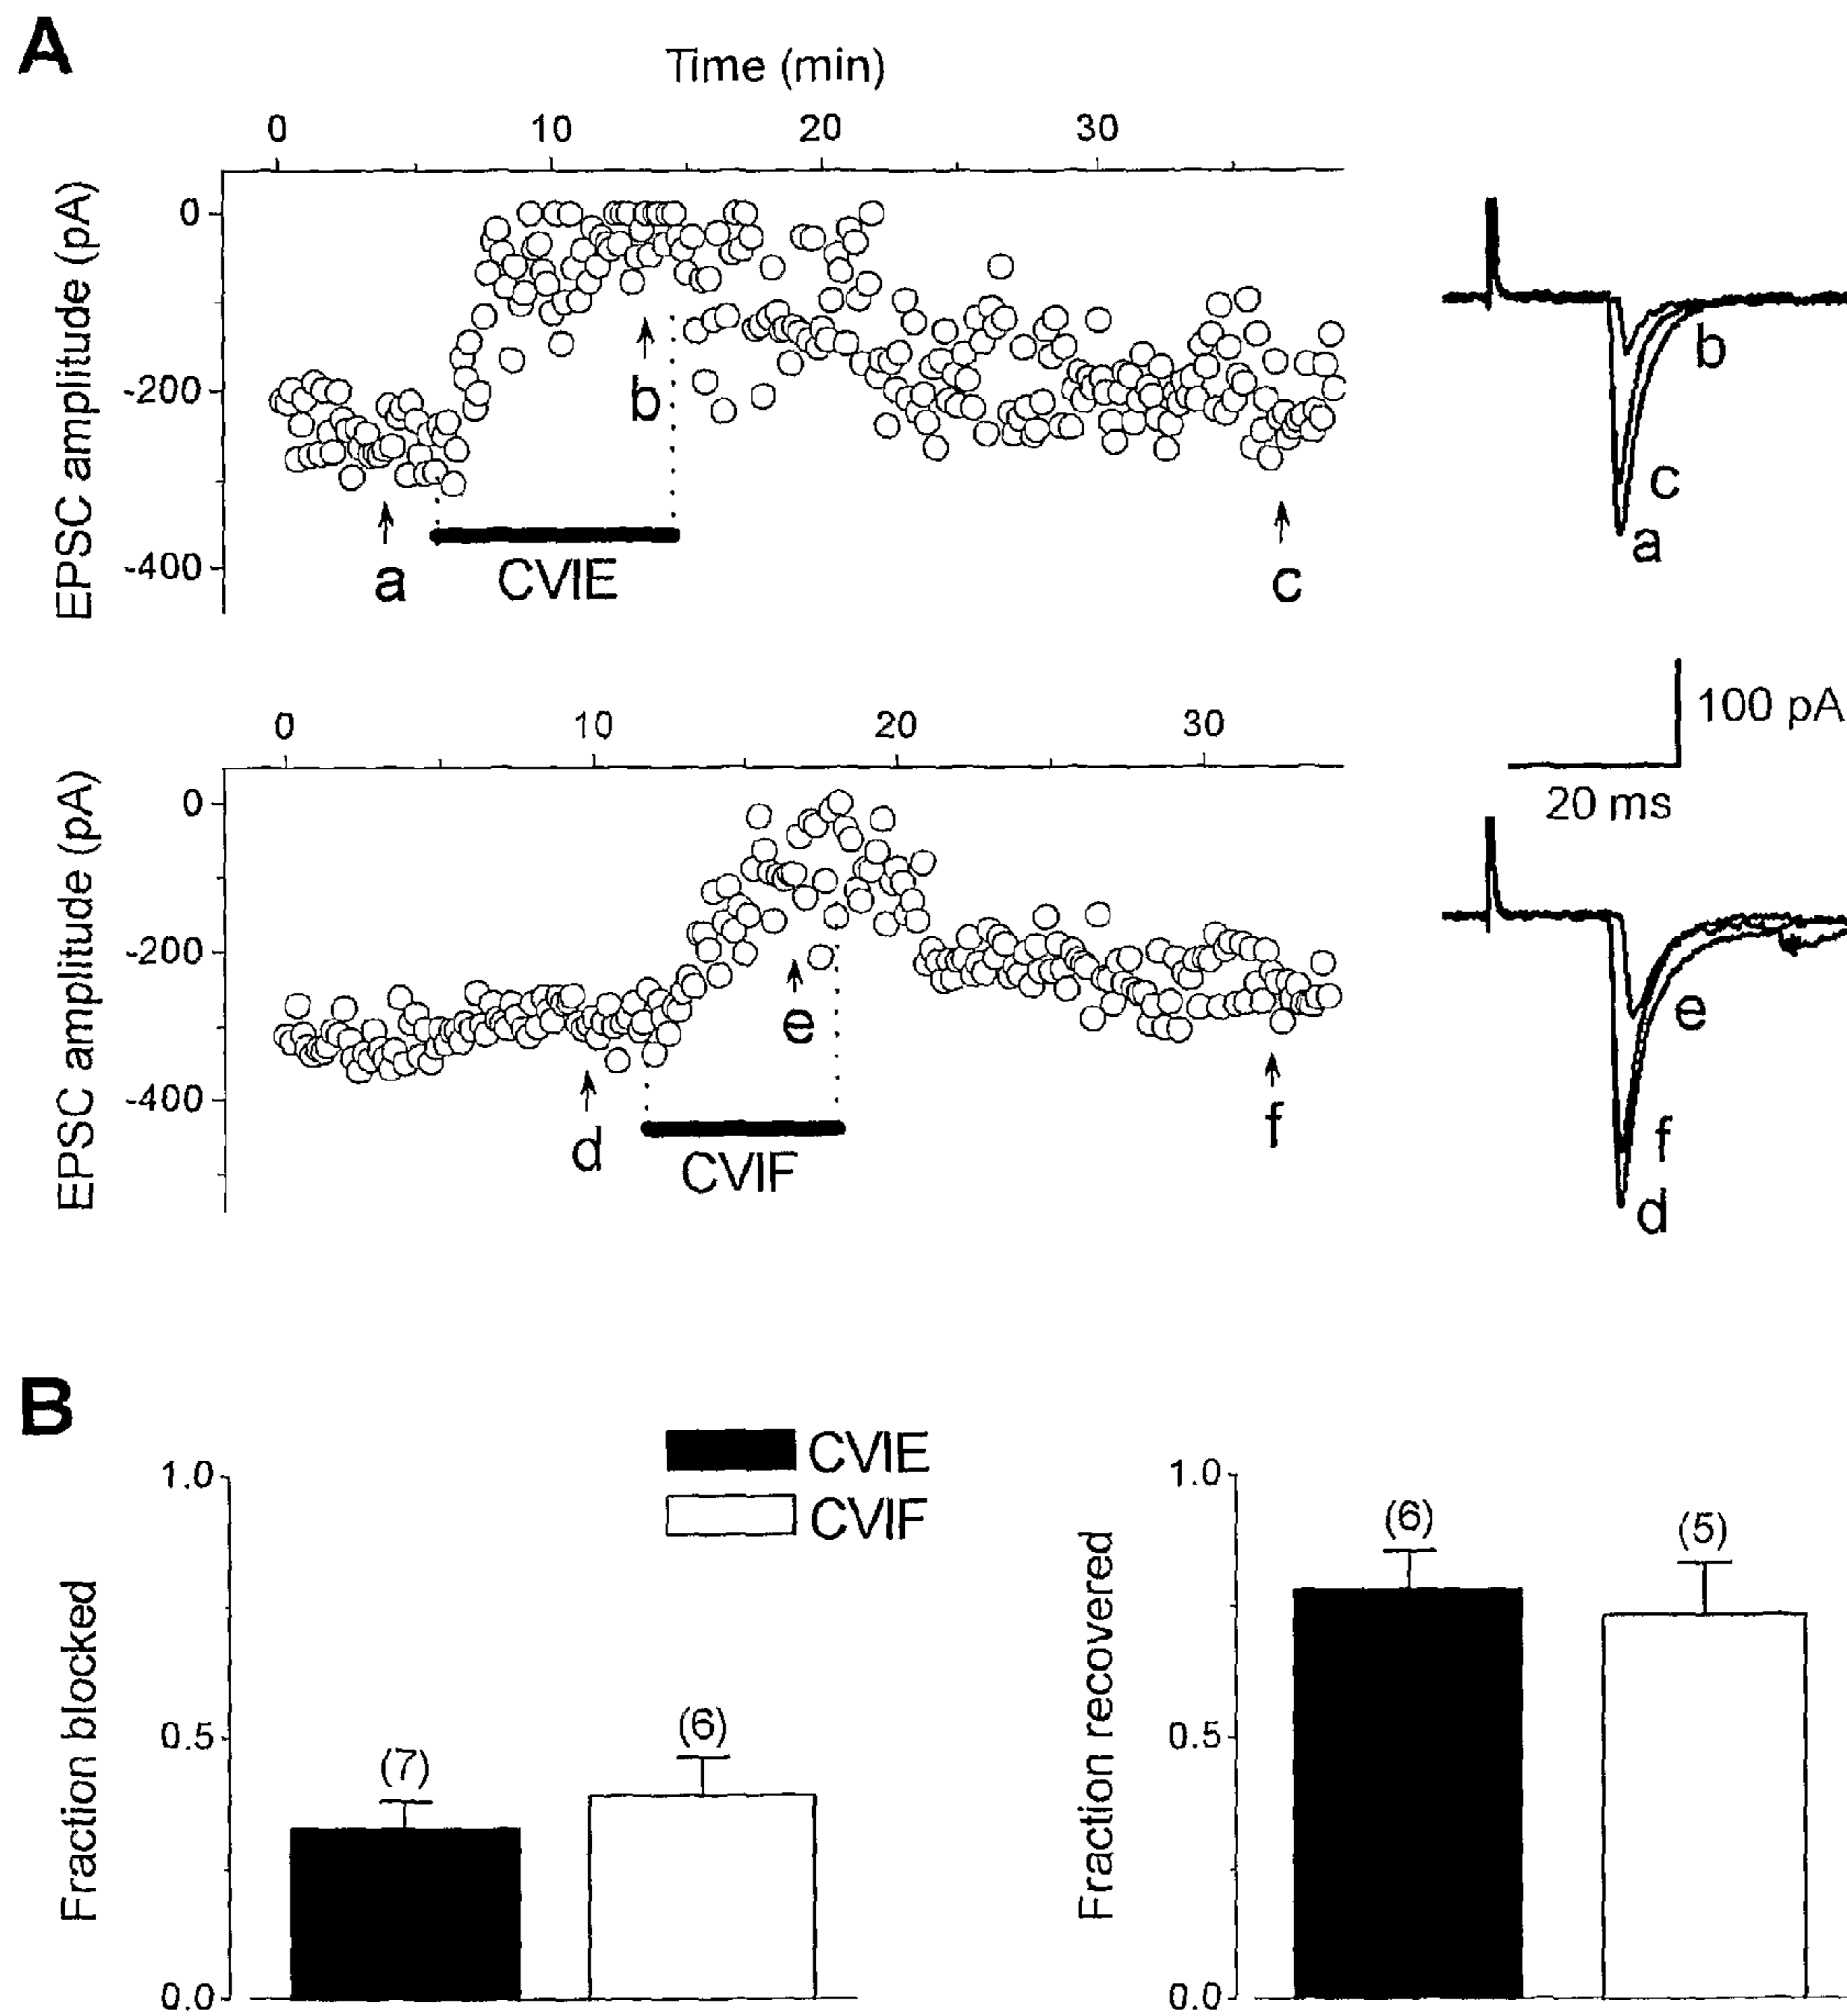 A
Time (min)
0 10 20 30
EPSC amplitude (pA)
0
-200
-400
a
b
CVIE
c
b
c
a
100 pA
20 ms
0 10 20 30
EPSC amplitude (pA)
0
-200
-400
d
e
CVIF
f
e
f
d
B
CVIE
CVIF
Fraction blocked
1.0
0.5
0.0
(7)
(6)
Fraction recovered
1.0
0.5
0.0
(6)
(5)